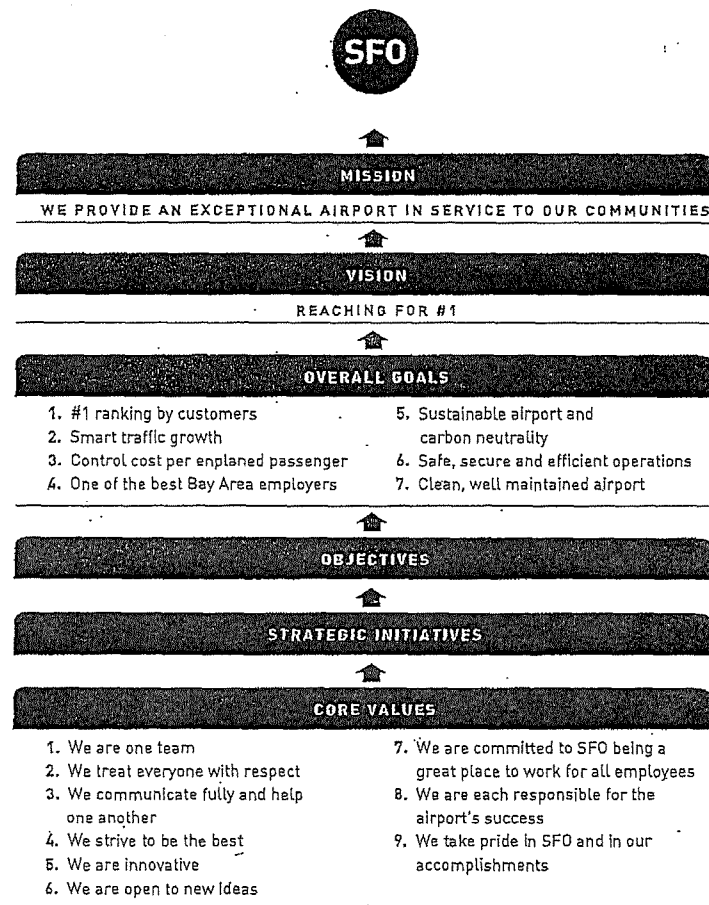 SFO
MISSION
WE PROVIDE AN EXCEPTIONAL AIRPORT IN SERVICE TO OUR COMMUNITIES
VISION
REACHING FOR #1
OVERALL GOALS
1. #1 ranking by customers
2. Smart traffic growth
3. Control cost per enplaned passenger
4. One of the best Bay Area employers
5. Sustainable airport and
carbon neutrality
6. Safe, secure and efficient operations
7. Clean, well maintained airport
OBJECTIVES
STRATEGIC INITIATIVES
CORE VALUES
1. We are one team
2. We treat everyone with respect
3. We communicate fully and help
one another
4. We strive to be the best
5. We are innovative
6. We are open to new ideas
7. We are committed to SFO being a
great place to work for all employees
8. We are each responsible for the
airport's success
9. We take pride in SFO and in our
accomplishments